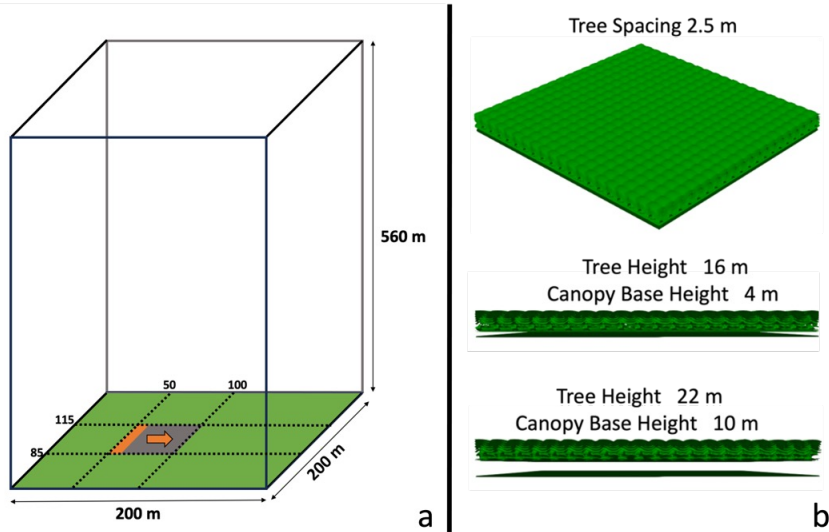 560 m
50
100
115
85
200 m
200 m
a
Tree Spacing 2.5 m
Tree Height 16 m
Canopy Base Height 4 m
Tree Height 22 m
Canopy Base Height 10 m
b